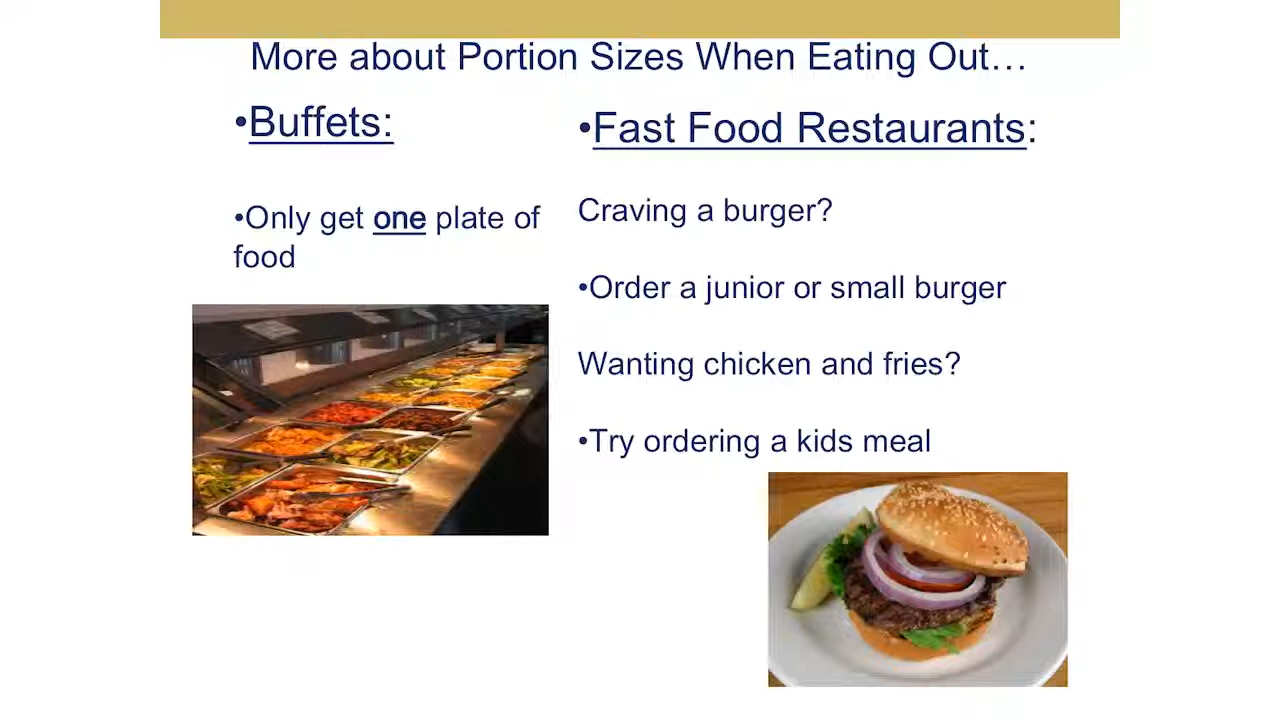 More about Portion Sizes When Eating Out…
•Buffets:
•Only get one plate of
food
•Fast Food Restaurants:
Craving a burger?
•Order a junior or small burger
Wanting chicken and fries?
•Try ordering a kids meal